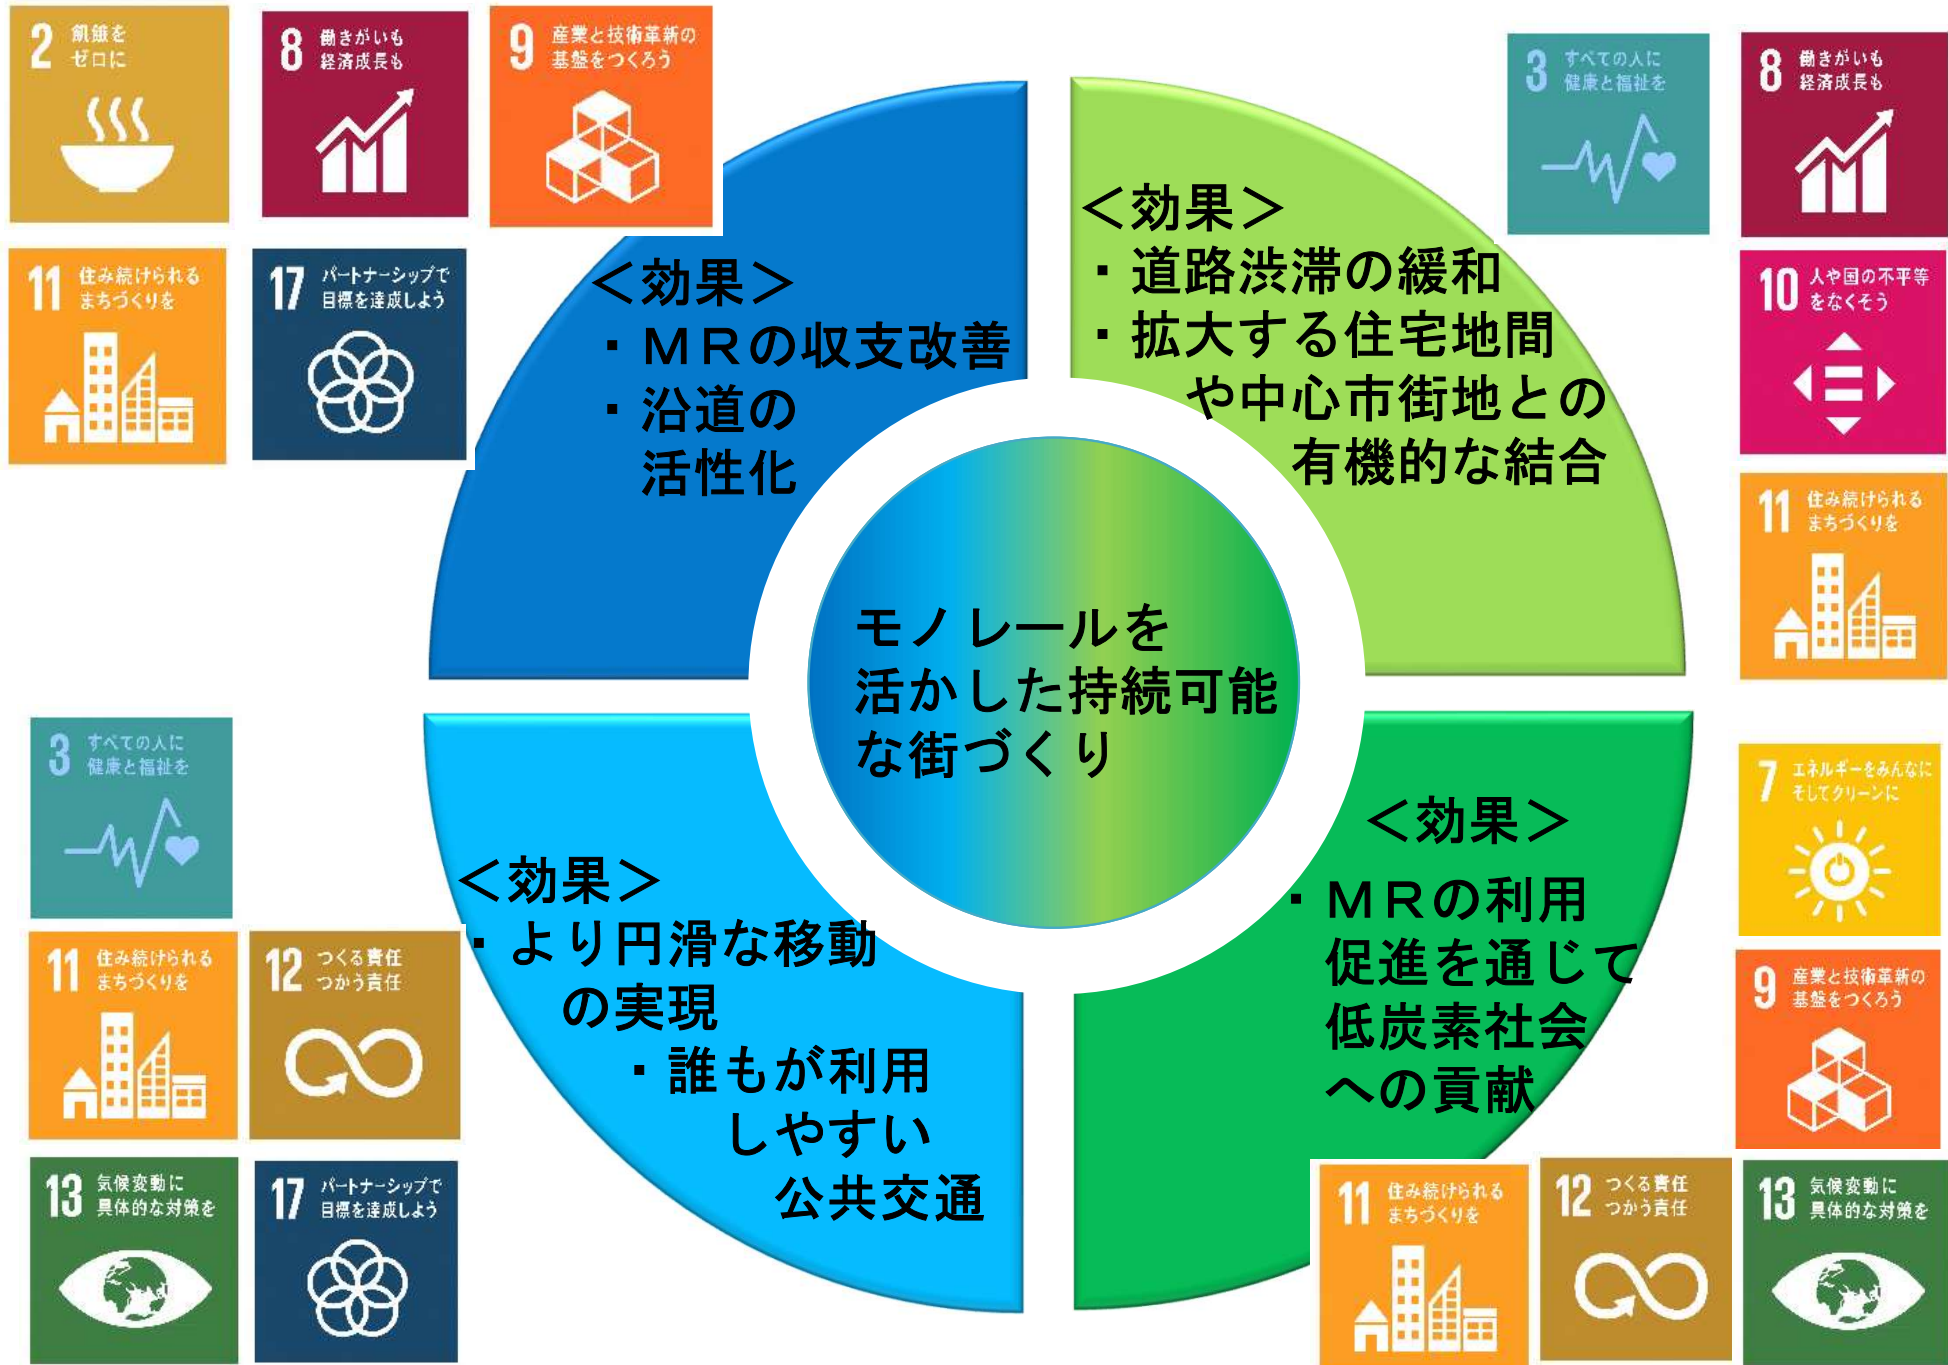 2 飢餓を
ゼロに
8 働きがいも
経済成長も
9 産業と技術革新の
基盤をつくろう
11 住み続けられる
まちづくりを
17 パートナーシップで
目標を達成しよう
＜効果＞
・ＭＲの収支改善
・沿道の
活性化
＜効果＞
・道路渋滞の緩和
・拡大する住宅地間
や中心市街地との
有機的な結合
3 すべての人に
健康と福祉を
8 働きがいも
経済成長も
10 人や国の不平等
をなくそう
11 住み続けられる
まちづくりを
モノレールを
活かした持続可能
な街づくり
3 すべての人に
健康と福祉を
11 住み続けられる
まちづくりを
12 つくる責任
つかう責任
13 気候変動に
具体的な対策を
17 パートナーシップで
目標を達成しよう
＜効果＞
・より円滑な移動
の実現
・誰もが利用
しやすい
公共交通
＜効果＞
・ＭＲの利用
促進を通じて
低炭素社会
への貢献
7 エネルギーをみんなに
そしてクリーンに
9 産業と技術革新の
基盤をつくろう
11 住み続けられる
まちづくりを
12 つくる責任
つかう責任
13 気候変動に
具体的な対策を